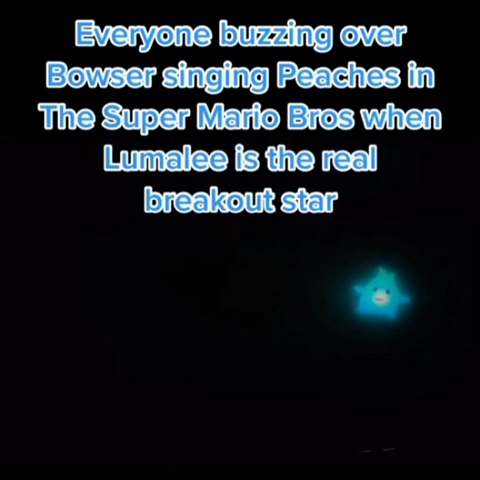 Everyone buzzing over
Bowser singing Peaches in
The Super Mario Bros when
Lumalee is the real
breakout star